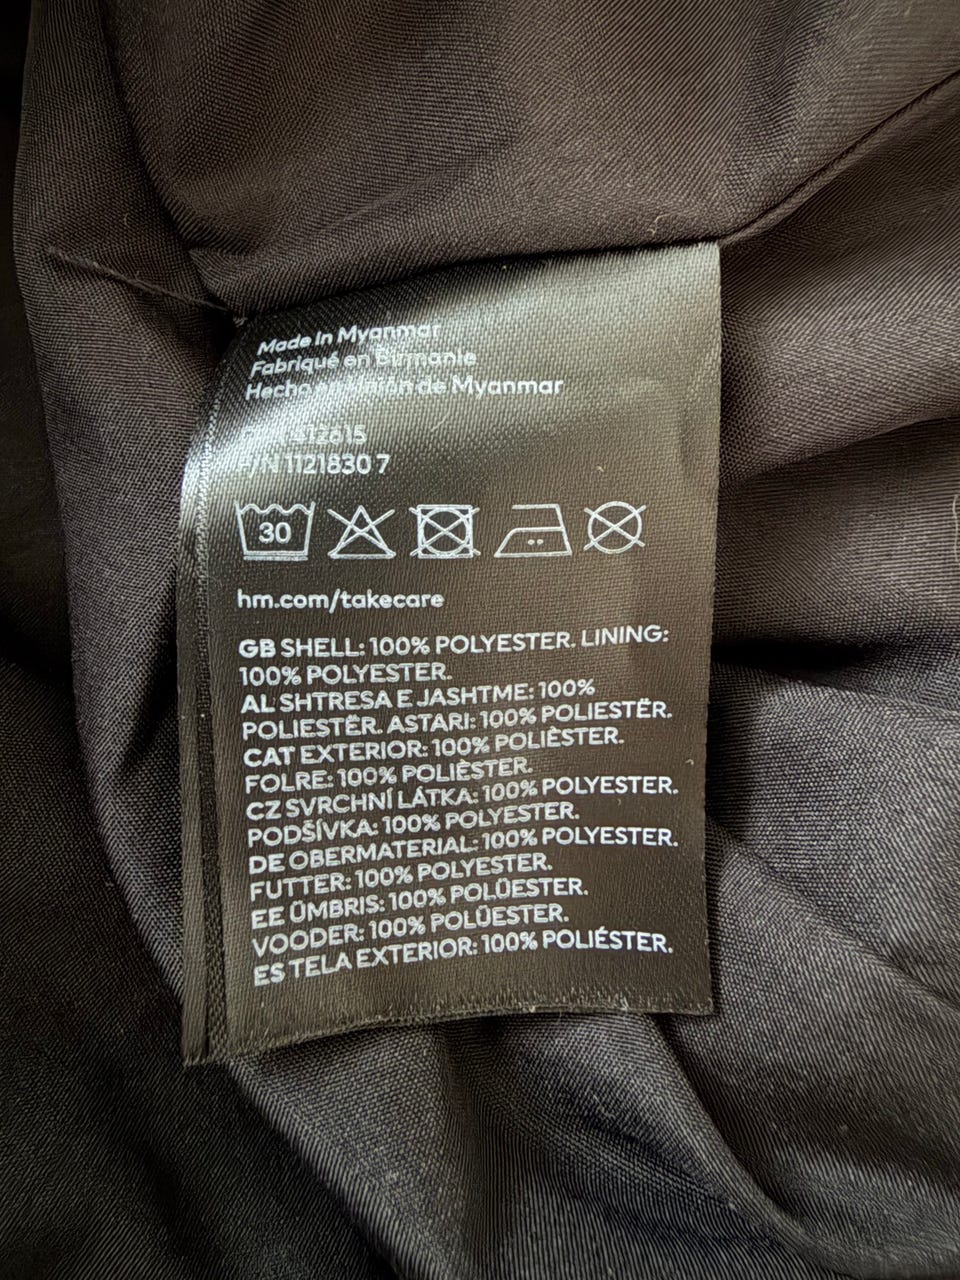 Made in Myanmar
Fabriqué en Birmanie
Hecho en Unión de Myanmar
412615
P/N 1121830 7
30
hm.com/takecare
GB SHELL: 100% POLYESTER. LINING:
100% POLYESTER.
AL SHTRESA E JASHTME: 100%
POLIESTËR. ASTARI: 100% POLIESTËR.
CAT EXTERIOR: 100% POLIÈSTER.
FOLRE: 100% POLIÈSTER.
CZ SVRCHNÍ LÁTKA: 100% POLYESTER.
PODŠÍVKA: 100% POLYESTER.
DE OBERMATERIAL: 100% POLYESTER.
FUTTER: 100% POLYESTER.
EE ÜMBRIS: 100% POLÜESTER.
VOODER: 100% POLÜESTER.
ES TELA EXTERIOR: 100% POLIÉSTER.